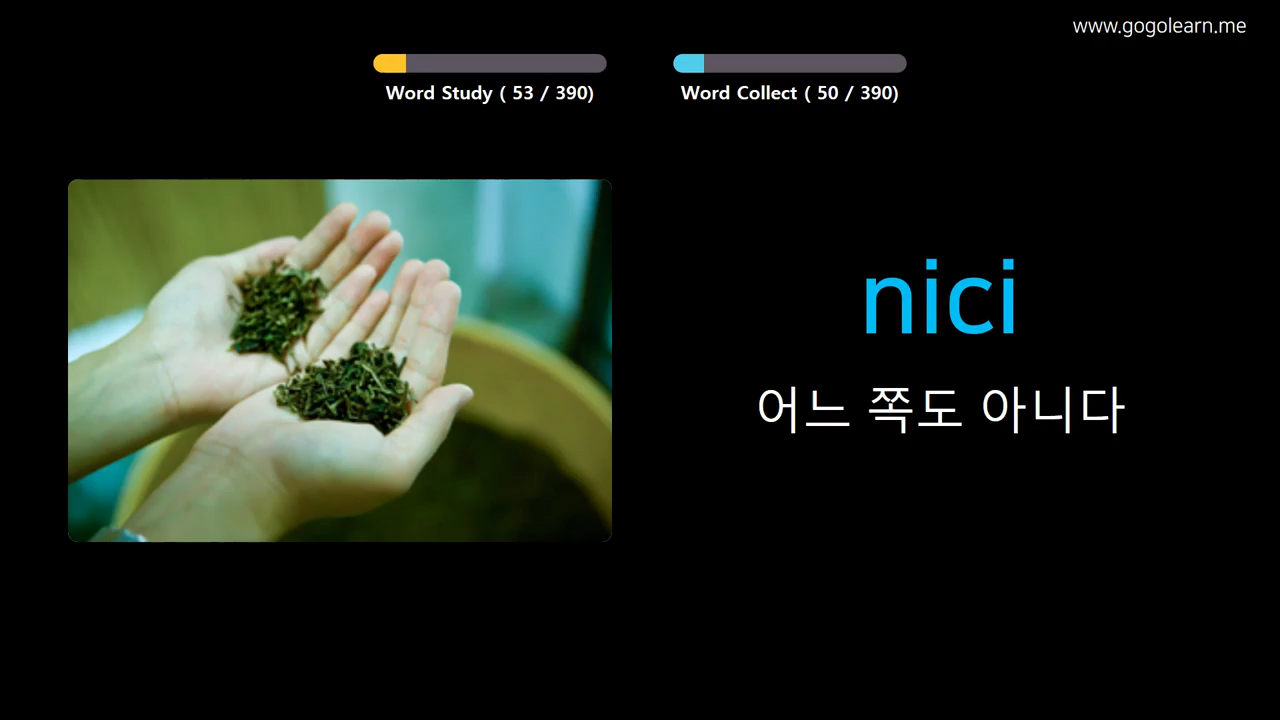 www.gogolearn.me
Word Study ( 53 / 390)
Word Collect ( 50 / 390)
nici
어느 쪽도 아니다